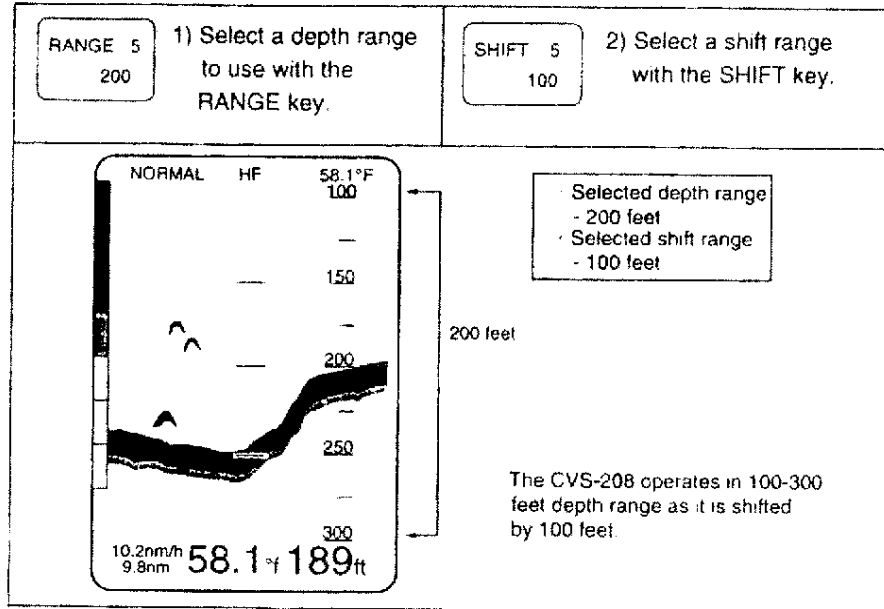 RANGE 5
200
1) Select a depth range
to use with the
RANGE key.
SHIFT 5
100
2) Select a shift range
with the SHIFT key.
NORMAL HF 58.1°F
100
150
200
250
300
10.2nm/h
9.8nm
58.1°f 189ft
200 feet
· Selected depth range
- 200 feet
· Selected shift range
- 100 feet
The CVS-208 operates in 100-300
feet depth range as it is shifted
by 100 feet.